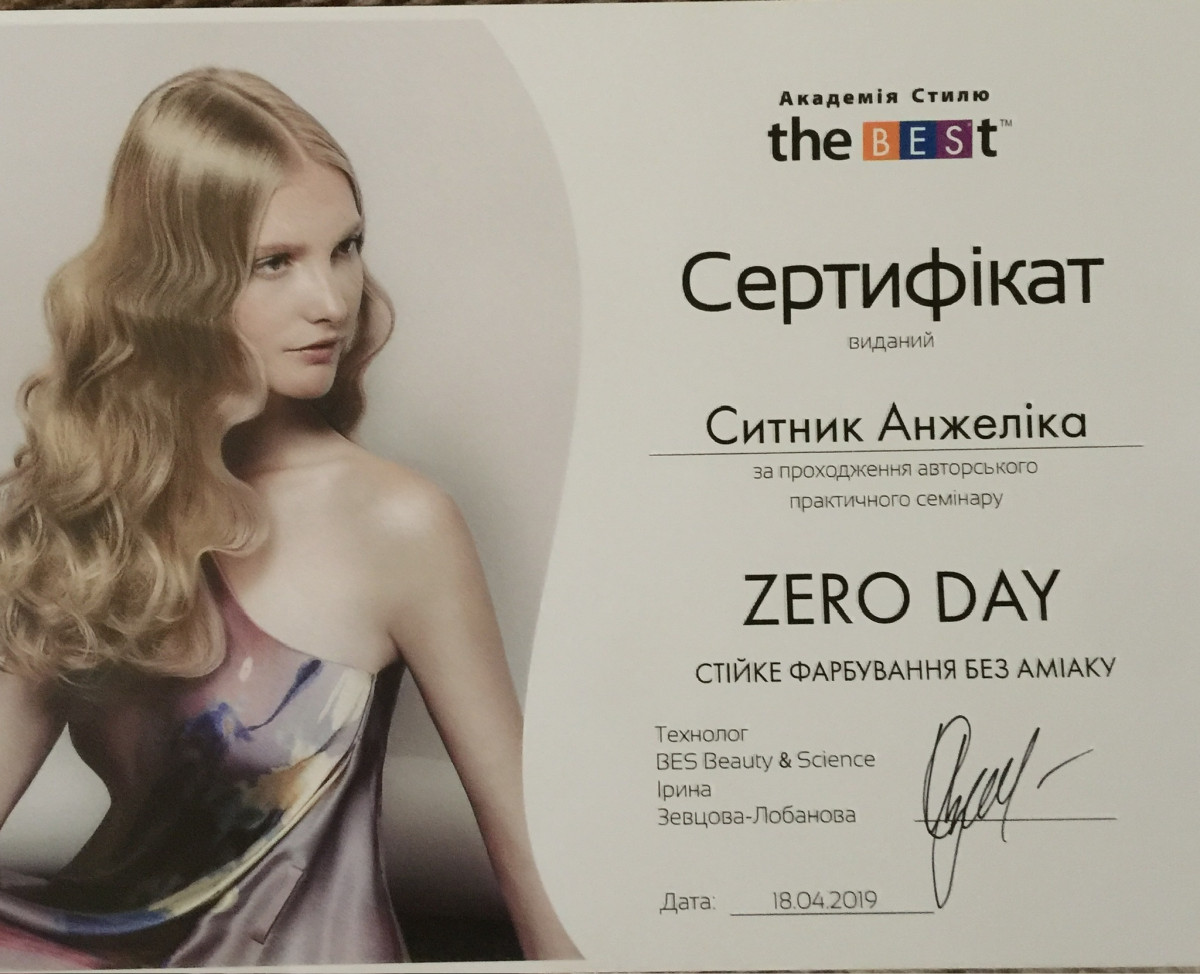 Академія Стилю
the BESt™
Сертифікат
виданий
Ситник Анжеліка
за проходження авторського
практичного семінару
ZERO DAY
СТІЙКЕ ФАРБУВАННЯ БЕЗ АМІАКУ
Технолог
BES Beauty & Science
Ірина
Зевцова-Лобанова
Дата: 18.04.2019